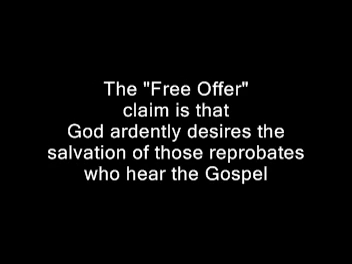 The "Free Offer"
claim is that
God ardently desires the
salvation of those reprobates
who hear the Gospel